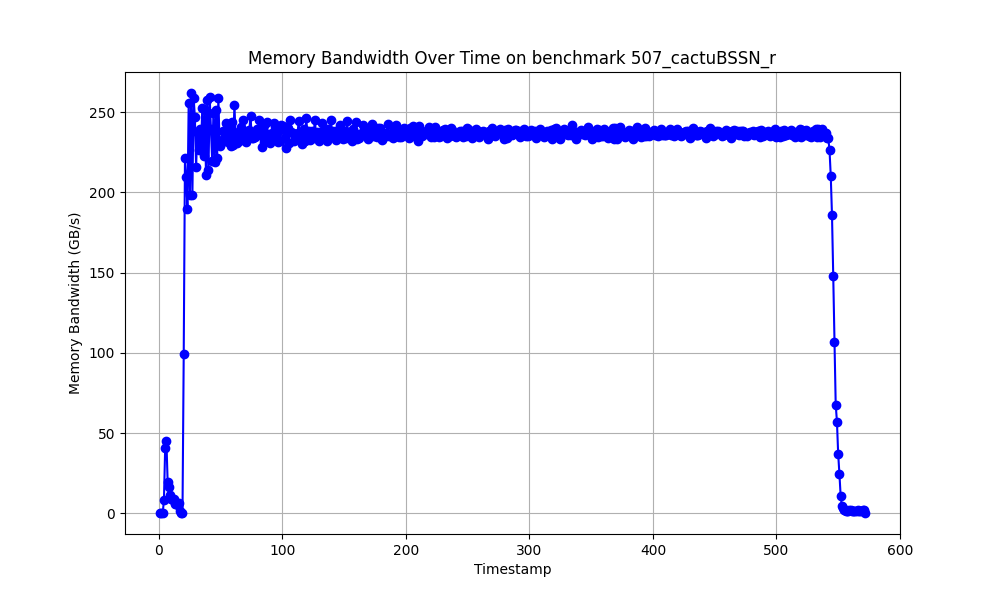 Memory Bandwidth Over Time on benchmark 507_cactuBSSN_r
Memory Bandwidth (GB/s)
250
200
150
100
50
0
0 100 200 300 400 500 600
Timestamp